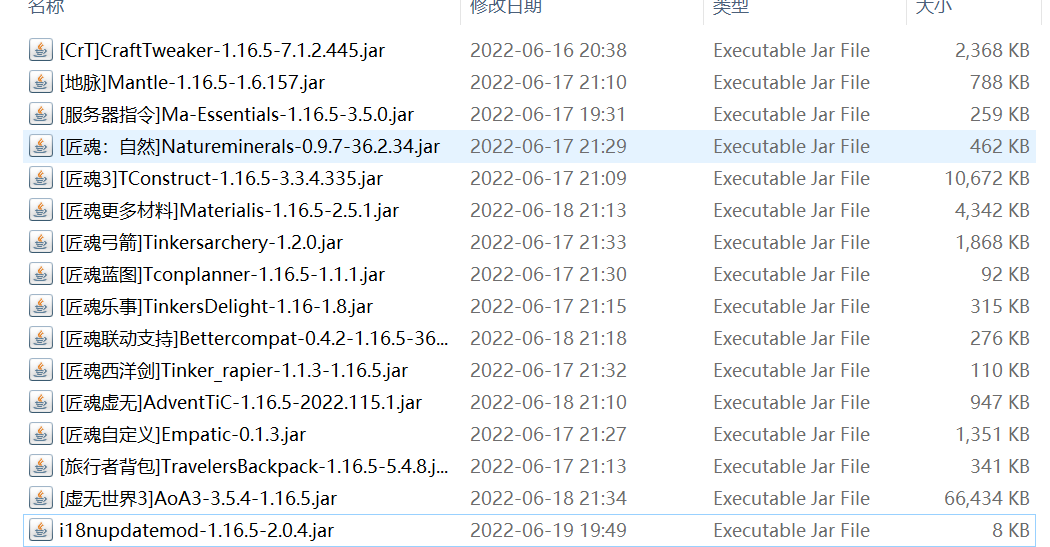 名称 修改日期 类型 大小
[CrT]CraftTweaker-1.16.5-7.1.2.445.jar 2022-06-16 20:38 Executable Jar File 2,368 KB
[地脉]Mantle-1.16.5-1.6.157.jar 2022-06-17 21:10 Executable Jar File 788 KB
[服务器指令]Ma-Essentials-1.16.5-3.5.0.jar 2022-06-17 19:31 Executable Jar File 259 KB
[匠魂：自然]Natureminerals-0.9.7-36.2.34.jar 2022-06-17 21:29 Executable Jar File 462 KB
[匠魂3]TConstruct-1.16.5-3.3.4.335.jar 2022-06-17 21:09 Executable Jar File 10,672 KB
[匠魂更多材料]Materialis-1.16.5-2.5.1.jar 2022-06-18 21:13 Executable Jar File 4,342 KB
[匠魂弓箭]Tinkersarchery-1.2.0.jar 2022-06-17 21:33 Executable Jar File 1,868 KB
[匠魂蓝图]Tconplanner-1.16.5-1.1.1.jar 2022-06-17 21:30 Executable Jar File 92 KB
[匠魂乐事]TinkersDelight-1.16-1.8.jar 2022-06-17 21:15 Executable Jar File 315 KB
[匠魂联动支持]Bettercompat-0.4.2-1.16.5-36... 2022-06-18 21:18 Executable Jar File 276 KB
[匠魂西洋剑]Tinker_rapier-1.1.3-1.16.5.jar 2022-06-17 21:32 Executable Jar File 110 KB
[匠魂虚无]AdventTiC-1.16.5-2022.115.1.jar 2022-06-18 21:10 Executable Jar File 947 KB
[匠魂自定义]Empatic-0.1.3.jar 2022-06-17 21:27 Executable Jar File 1,351 KB
[旅行者背包]TravelersBackpack-1.16.5-5.4.8.j... 2022-06-17 21:13 Executable Jar File 341 KB
[虚无世界3]AoA3-3.5.4-1.16.5.jar 2022-06-18 21:34 Executable Jar File 66,434 KB
i18nupdatemod-1.16.5-2.0.4.jar 2022-06-19 19:49 Executable Jar File 8 KB